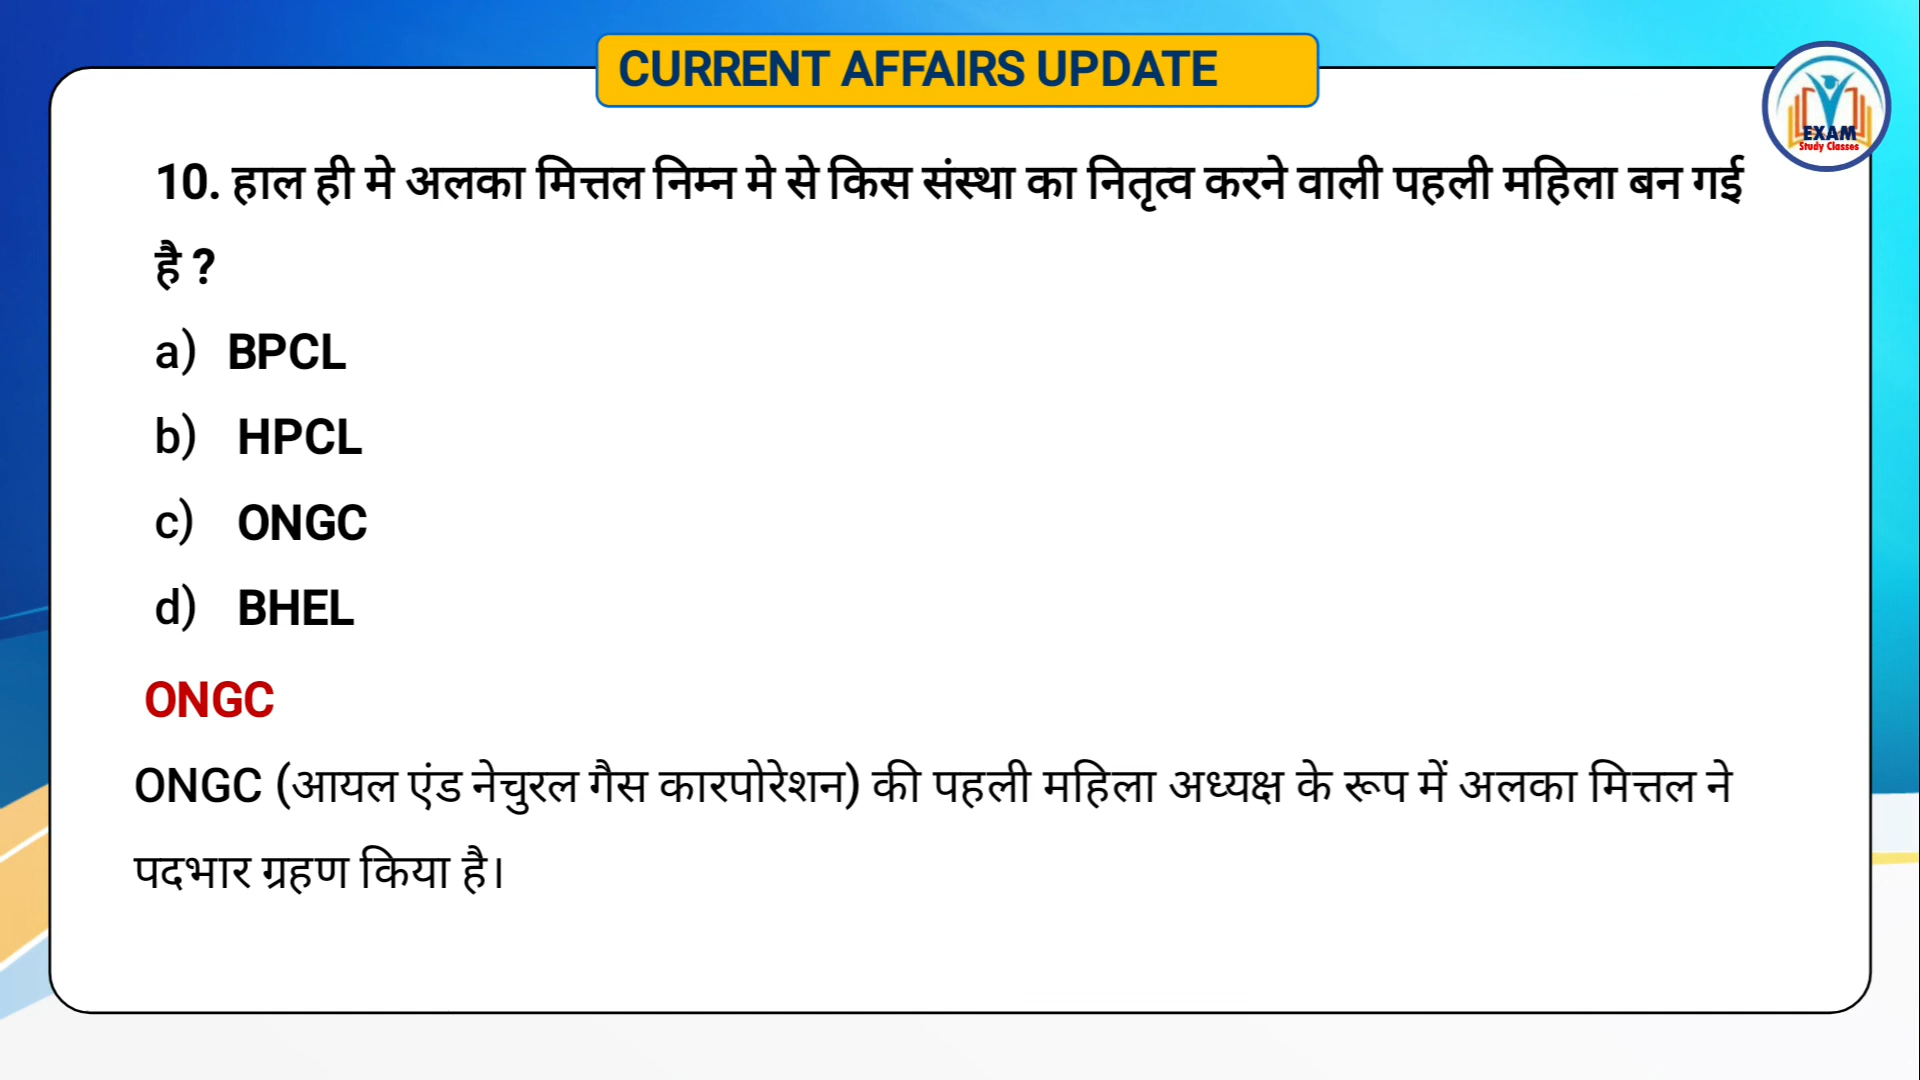 CURRENT AFFAIRS UPDATE
EXAM
Study Classes
10. हाल ही मे अलका मित्तल निम्न मे से किस संस्था का नितृत्व करने वाली पहली महिला बन गई
है ?
a) BPCL
b) HPCL
c) ONGC
d) BHEL
ONGC
ONGC (आयल एंड नेचुरल गैस कारपोरेशन) की पहली महिला अध्यक्ष के रूप में अलका मित्तल ने
पदभार ग्रहण किया है।